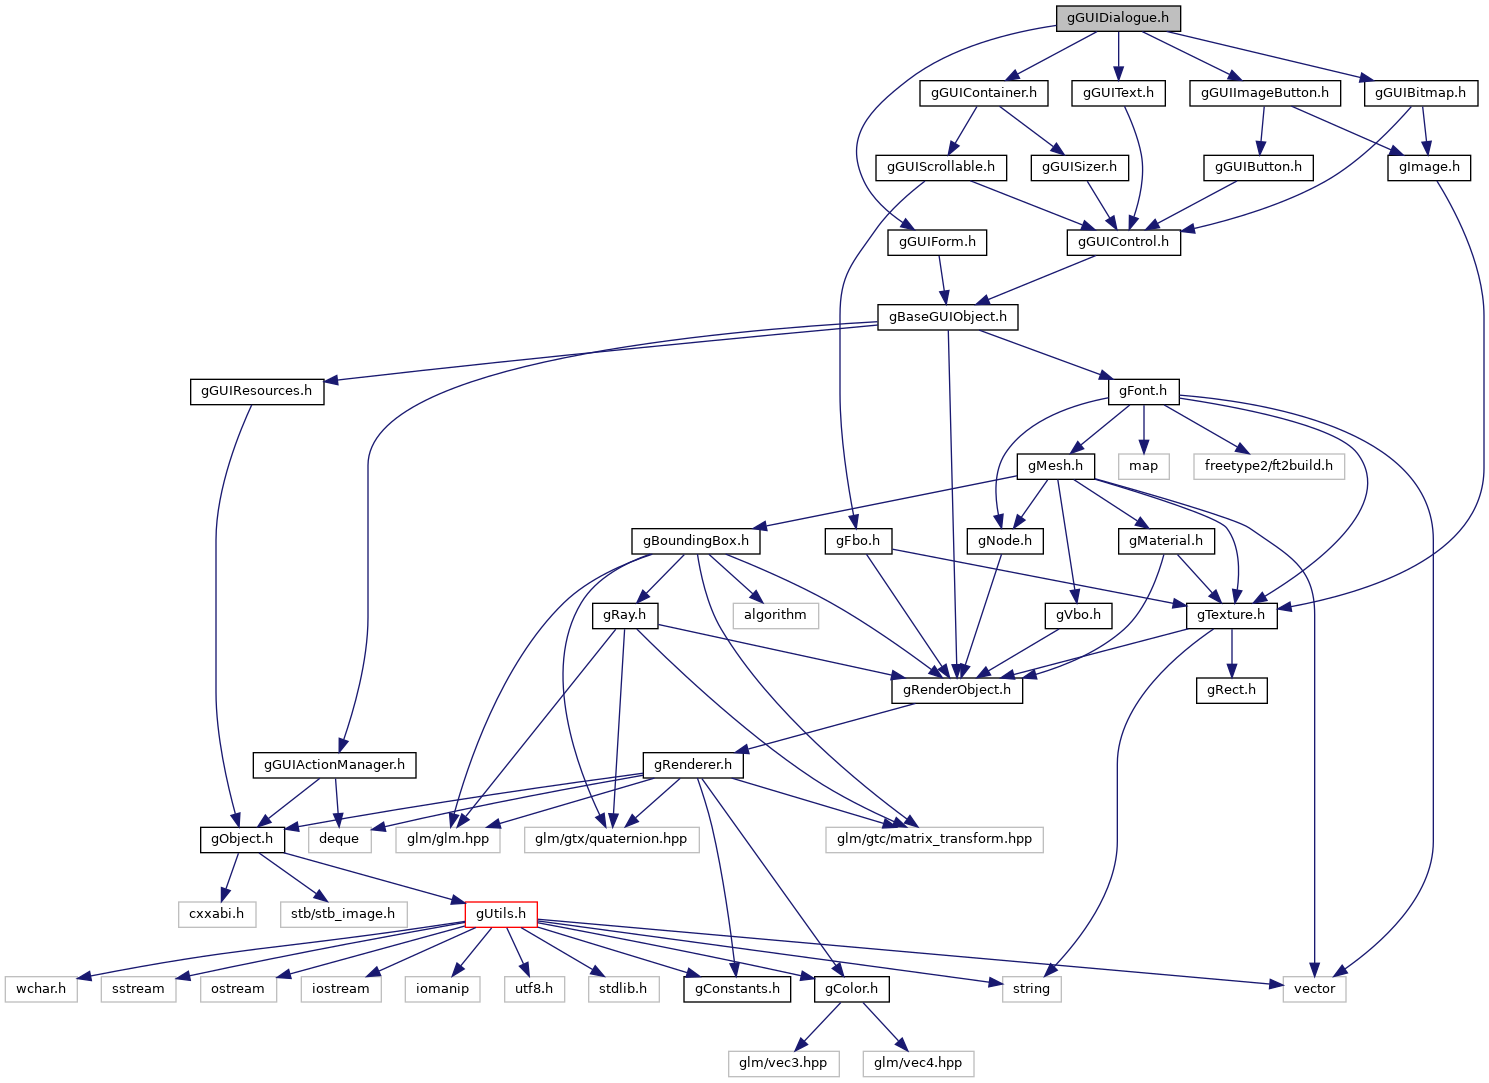 gGUIDialogue.h
gGUIContainer.h
gGUIText.h
gGUIImageButton.h
gGUIBitmap.h
gGUIScrollable.h
gGUISizer.h
gGUIButton.h
gImage.h
gGUIForm.h
gGUIControl.h
gBaseGUIObject.h
gGUIResources.h
gFont.h
gMesh.h
map
freetype2/ft2build.h
gBoundingBox.h
gFbo.h
gNode.h
gMaterial.h
gRay.h
algorithm
gVbo.h
gTexture.h
gRenderObject.h
gRect.h
gGUIActionManager.h
gRenderer.h
gObject.h
deque
glm/glm.hpp
glm/gtx/quaternion.hpp
glm/gtc/matrix_transform.hpp
cxxabi.h
stb/stb_image.h
gUtils.h
wchar.h
sstream
ostream
iostream
iomanip
utf8.h
stdlib.h
gConstants.h
gColor.h
string
vector
glm/vec3.hpp
glm/vec4.hpp